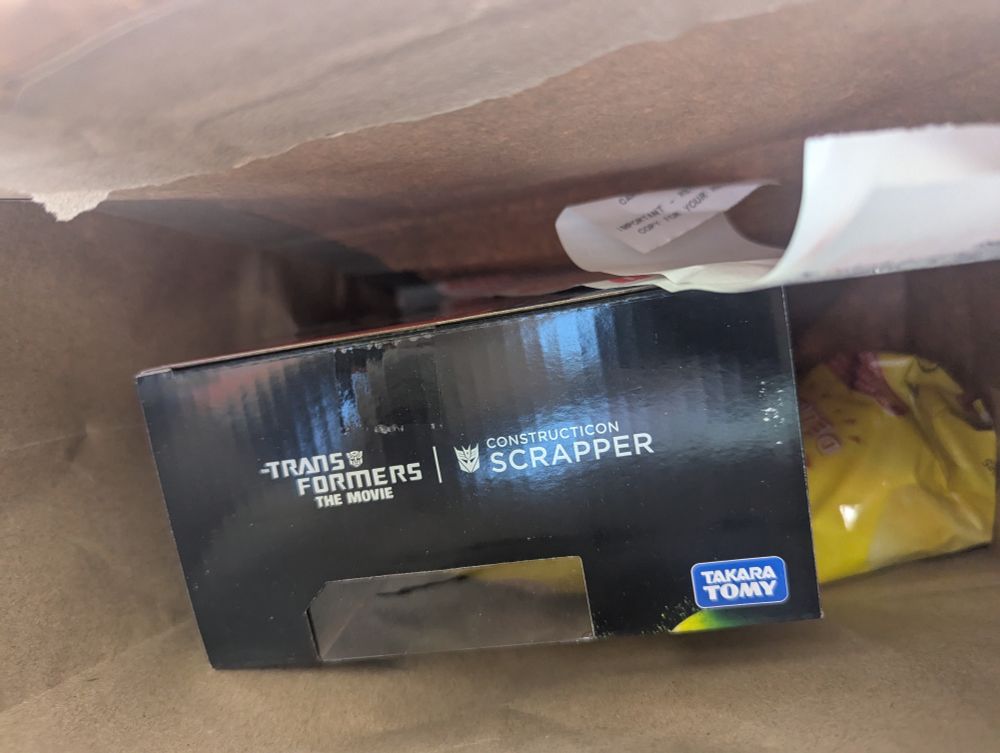 IMPORTANT -
COPY FOR YOUR
TRANS
FORMERS
THE MOVIE
CONSTRUCTICON
SCRAPPER
TAKARA
TOMY